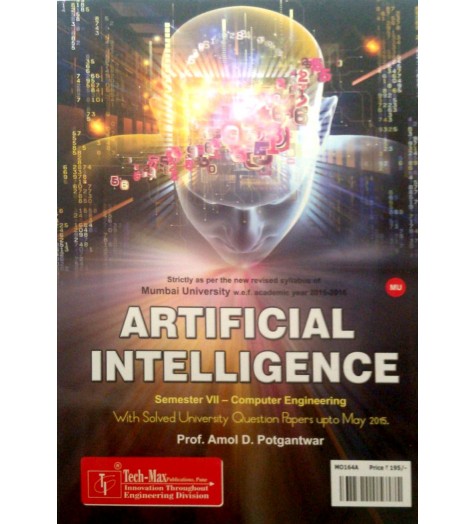 Strictly as per the new revised syllabus of
Mumbai University w.e.f. academic year 2015-2016
MU
ARTIFICIAL
INTELLIGENCE
Semester VII – Computer Engineering
With Solved University Question Papers upto May 2015.
Prof. Amol D. Potgantwar
Tech-Max Publications, Pune
Innovation Throughout
Engineering Division
MO164A Price ₹ 195/-